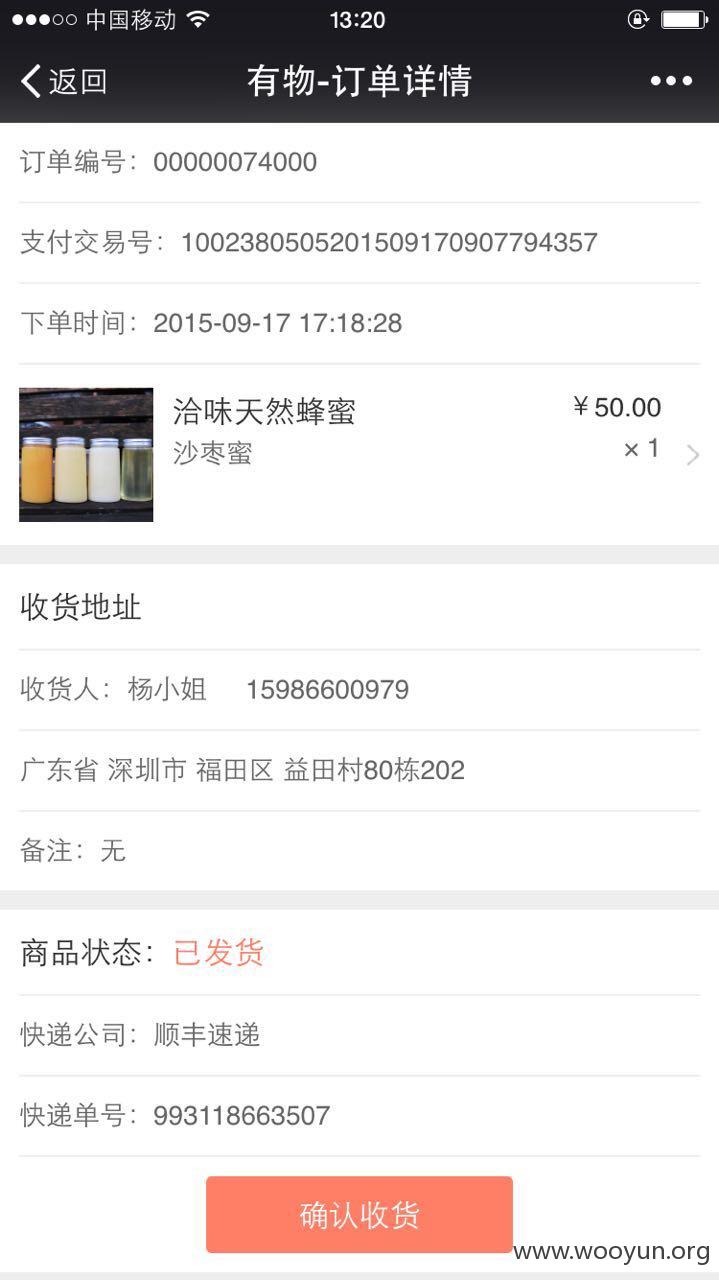 中国移动 13:20
返回 有物-订单详情
订单编号：00000074000
支付交易号：1002380505201509170907794357
下单时间：2015-09-17 17:18:28
洽味天然蜂蜜 ￥50.00
沙枣蜜 × 1
收货地址
收货人：杨小姐 15986600979
广东省 深圳市 福田区 益田村80栋202
备注：无
商品状态：已发货
快递公司：顺丰速递
快递单号：993118663507
确认收货
www.wooyun.org